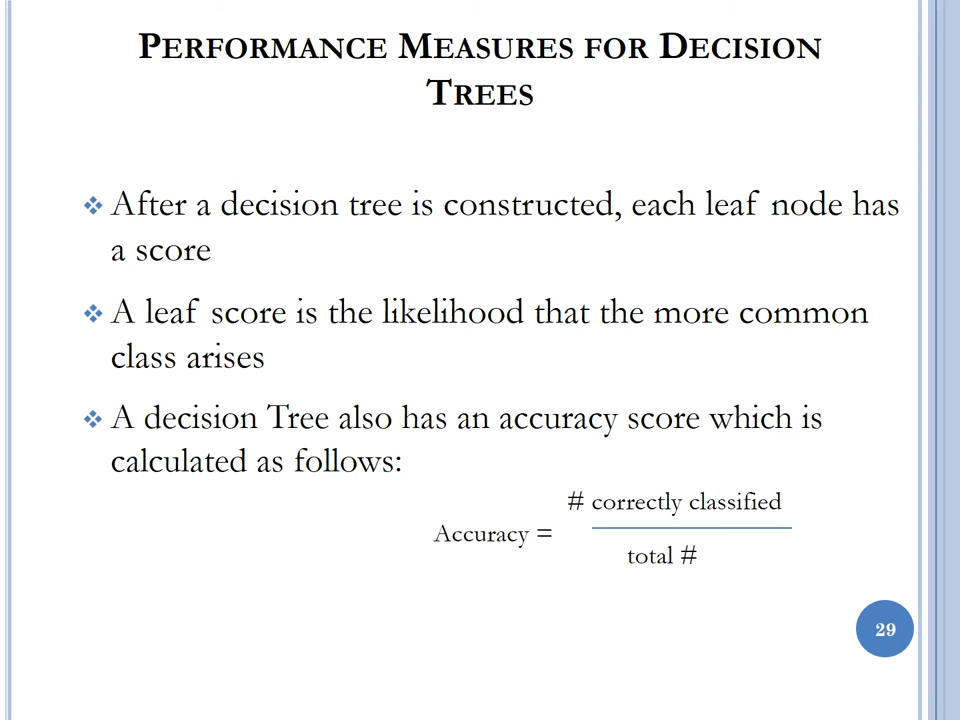 PERFORMANCE MEASURES FOR DECISION
TREES
❖ After a decision tree is constructed, each leaf node has
a score
❖ A leaf score is the likelihood that the more common
class arises
❖ A decision Tree also has an accuracy score which is
calculated as follows:
# correctly classified
Accuracy =
total #
29